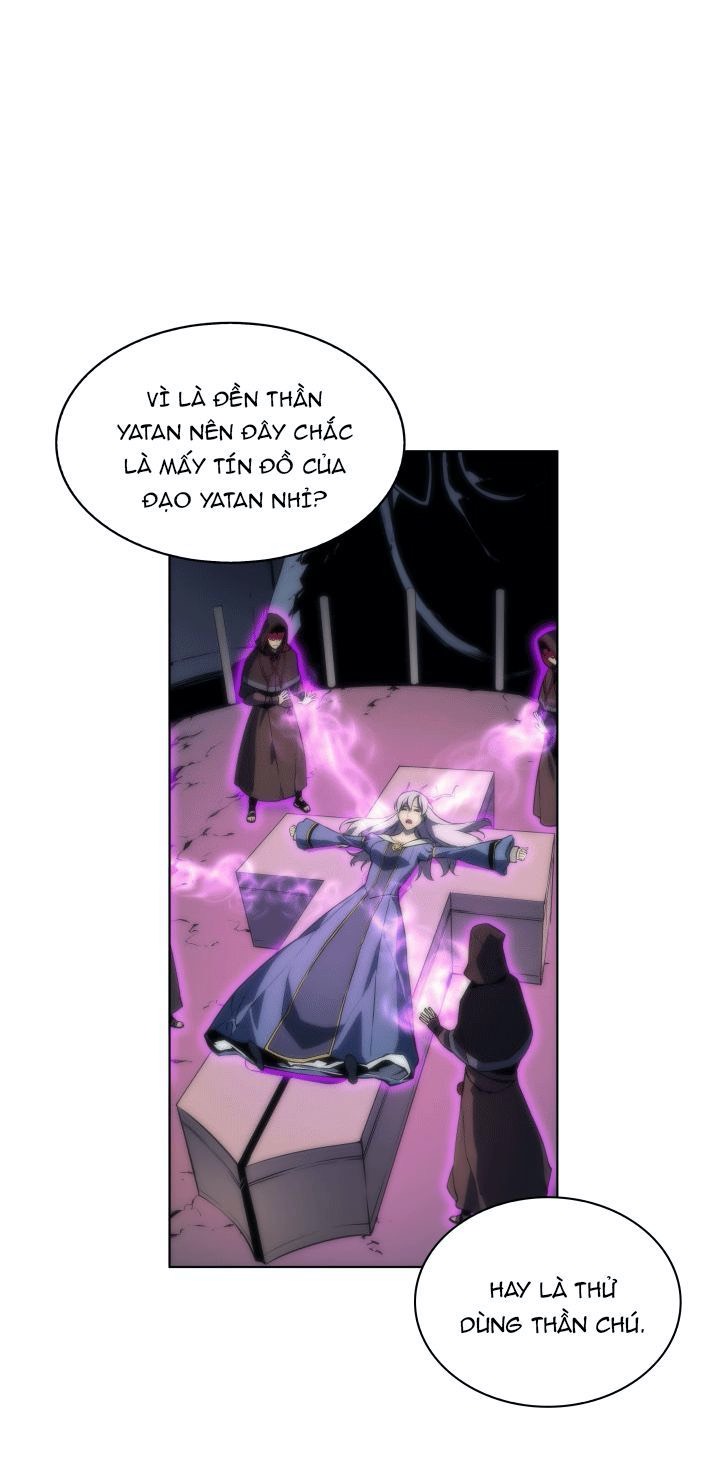 VÌ LÀ ĐỀN THẦN
YATAN NÊN ĐÂY CHẮC
LÀ MẤY TÍN ĐỒ CỦA
ĐẠO YATAN NHỈ?
HAY LÀ THỬ
DÙNG THẦN CHÚ.